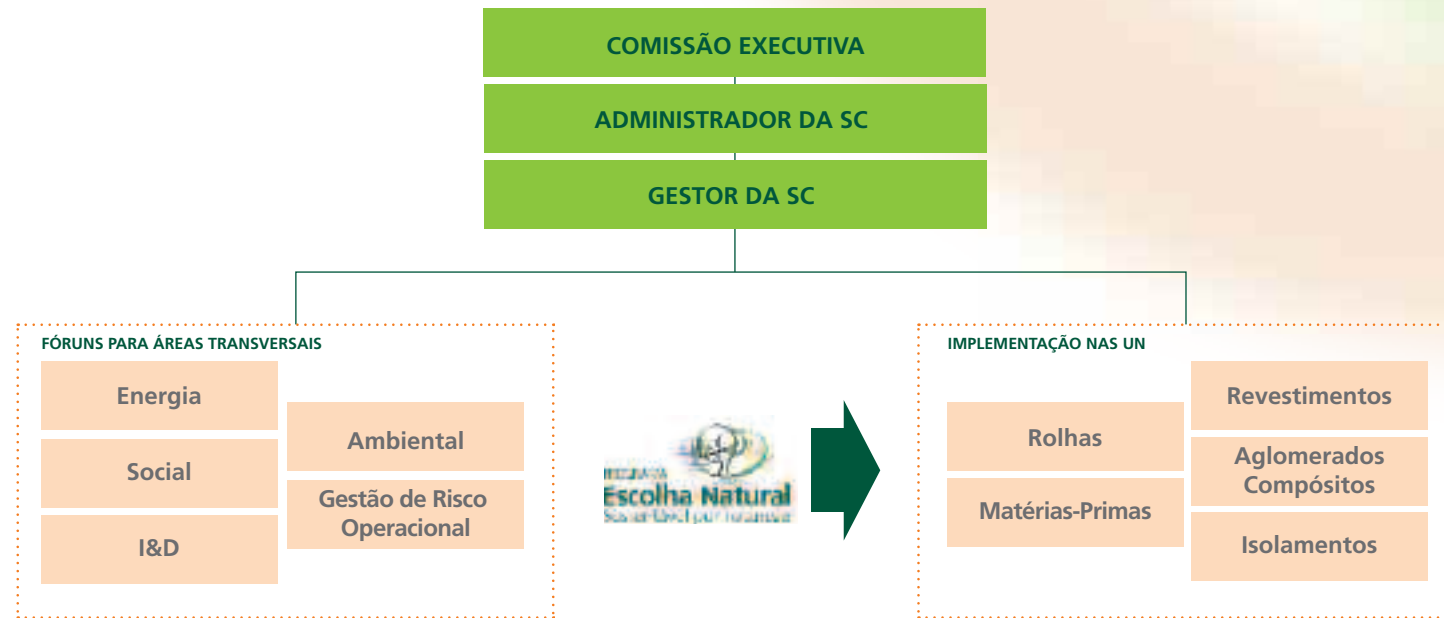 COMISSÃO EXECUTIVA
ADMINISTRADOR DA SC
GESTOR DA SC
FÓRUNS PARA ÁREAS TRANSVERSAIS
Energia
Social
I&D
Ambiental
Gestão de Risco
Operacional
Escolha Natural
IMPLEMENTAÇÃO NAS UN
Rolhas
Matérias-Primas
Revestimentos
Aglomerados
Compósitos
Isolamentos